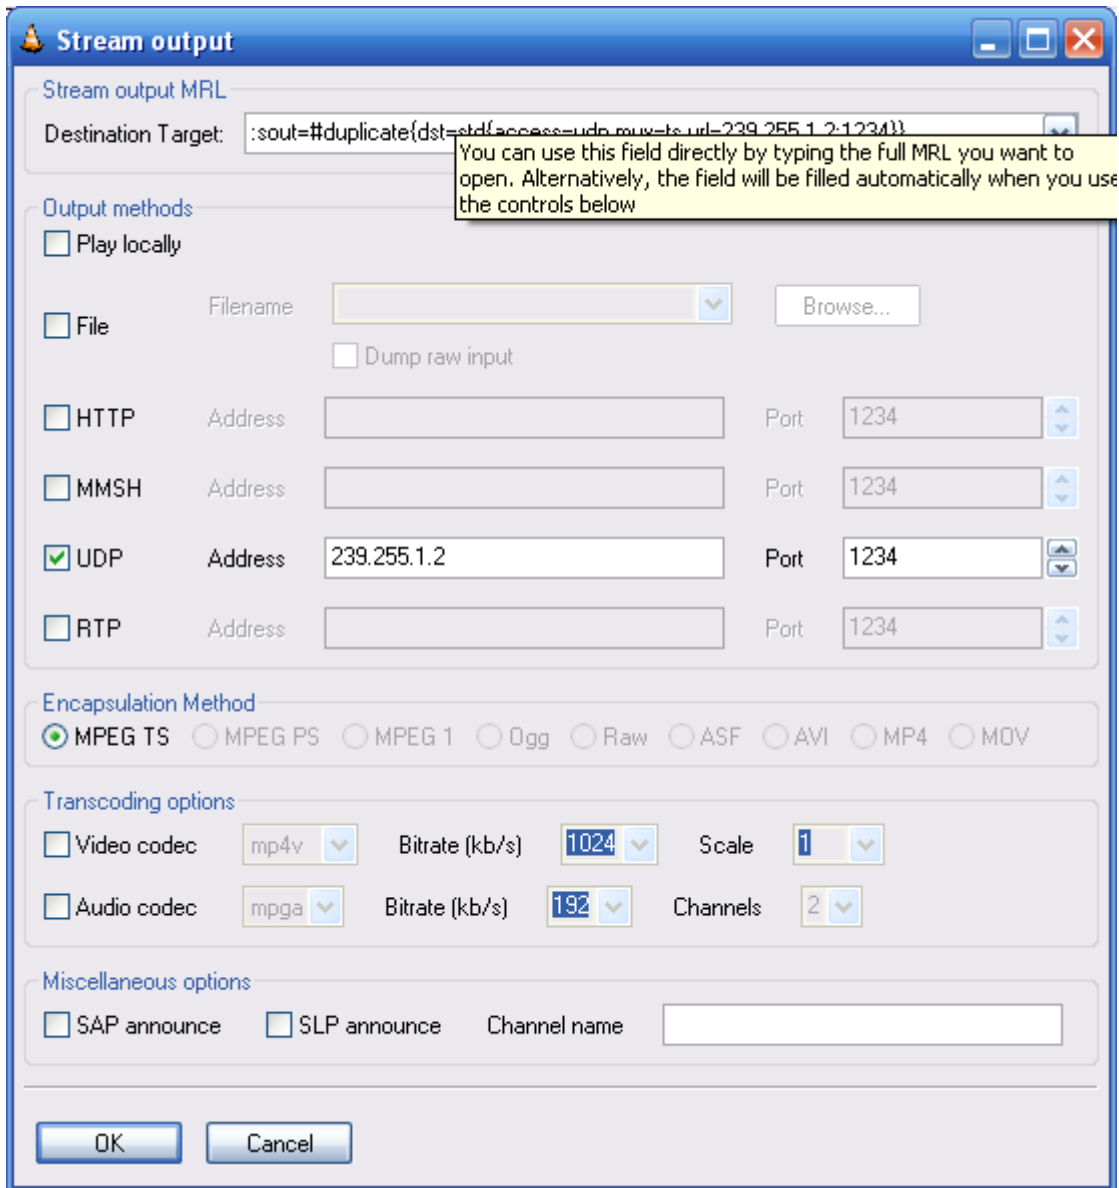 Stream output
Stream output MRL
Destination Target: :sout=#duplicate{dst=std{access=udp,mux=ts,url=239.255.1.2:1234}}
You can use this field directly by typing the full MRL you want to
open. Alternatively, the field will be filled automatically when you use
the controls below
Output methods
Play locally
File Filename Browse...
Dump raw input
HTTP Address Port 1234
MMSH Address Port 1234
UDP Address 239.255.1.2 Port 1234
RTP Address Port 1234
Encapsulation Method
MPEG TS MPEG PS MPEG 1 Ogg Raw ASF AVI MP4 MOV
Transcoding options
Video codec mp4v Bitrate (kb/s) 1024 Scale 1
Audio codec mpga Bitrate (kb/s) 192 Channels 2
Miscellaneous options
SAP announce SLP announce Channel name
OK Cancel